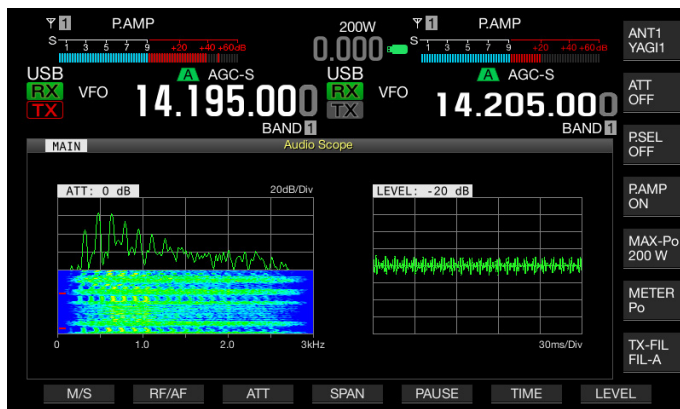 1 P.AMP 200W 1 P.AMP
S 1 3 5 7 9 +20 +40 +60dB 0.000 S 1 3 5 7 9 +20 +40 +60dB
USB A AGC-S USB A AGC-S
RX VFO 14.195.000 RX VFO 14.205.000
TX TX
BAND 1 BAND 1
MAIN Audio Scope
ATT: 0 dB 20dB/Div LEVEL: -20 dB
0 1.0 2.0 3kHz 30ms/Div
M/S RF/AF ATT SPAN PAUSE TIME LEVEL
ANT1
YAGI1
ATT
OFF
P.SEL
OFF
P.AMP
ON
MAX-Po
200 W
METER
Po
TX-FIL
FIL-A